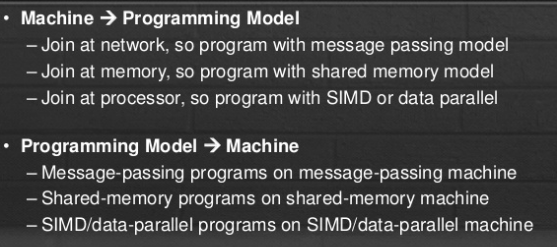 • Machine → Programming Model
– Join at network, so program with message passing model
– Join at memory, so program with shared memory model
– Join at processor, so program with SIMD or data parallel
• Programming Model → Machine
– Message-passing programs on message-passing machine
– Shared-memory programs on shared-memory machine
– SIMD/data-parallel programs on SIMD/data-parallel machine